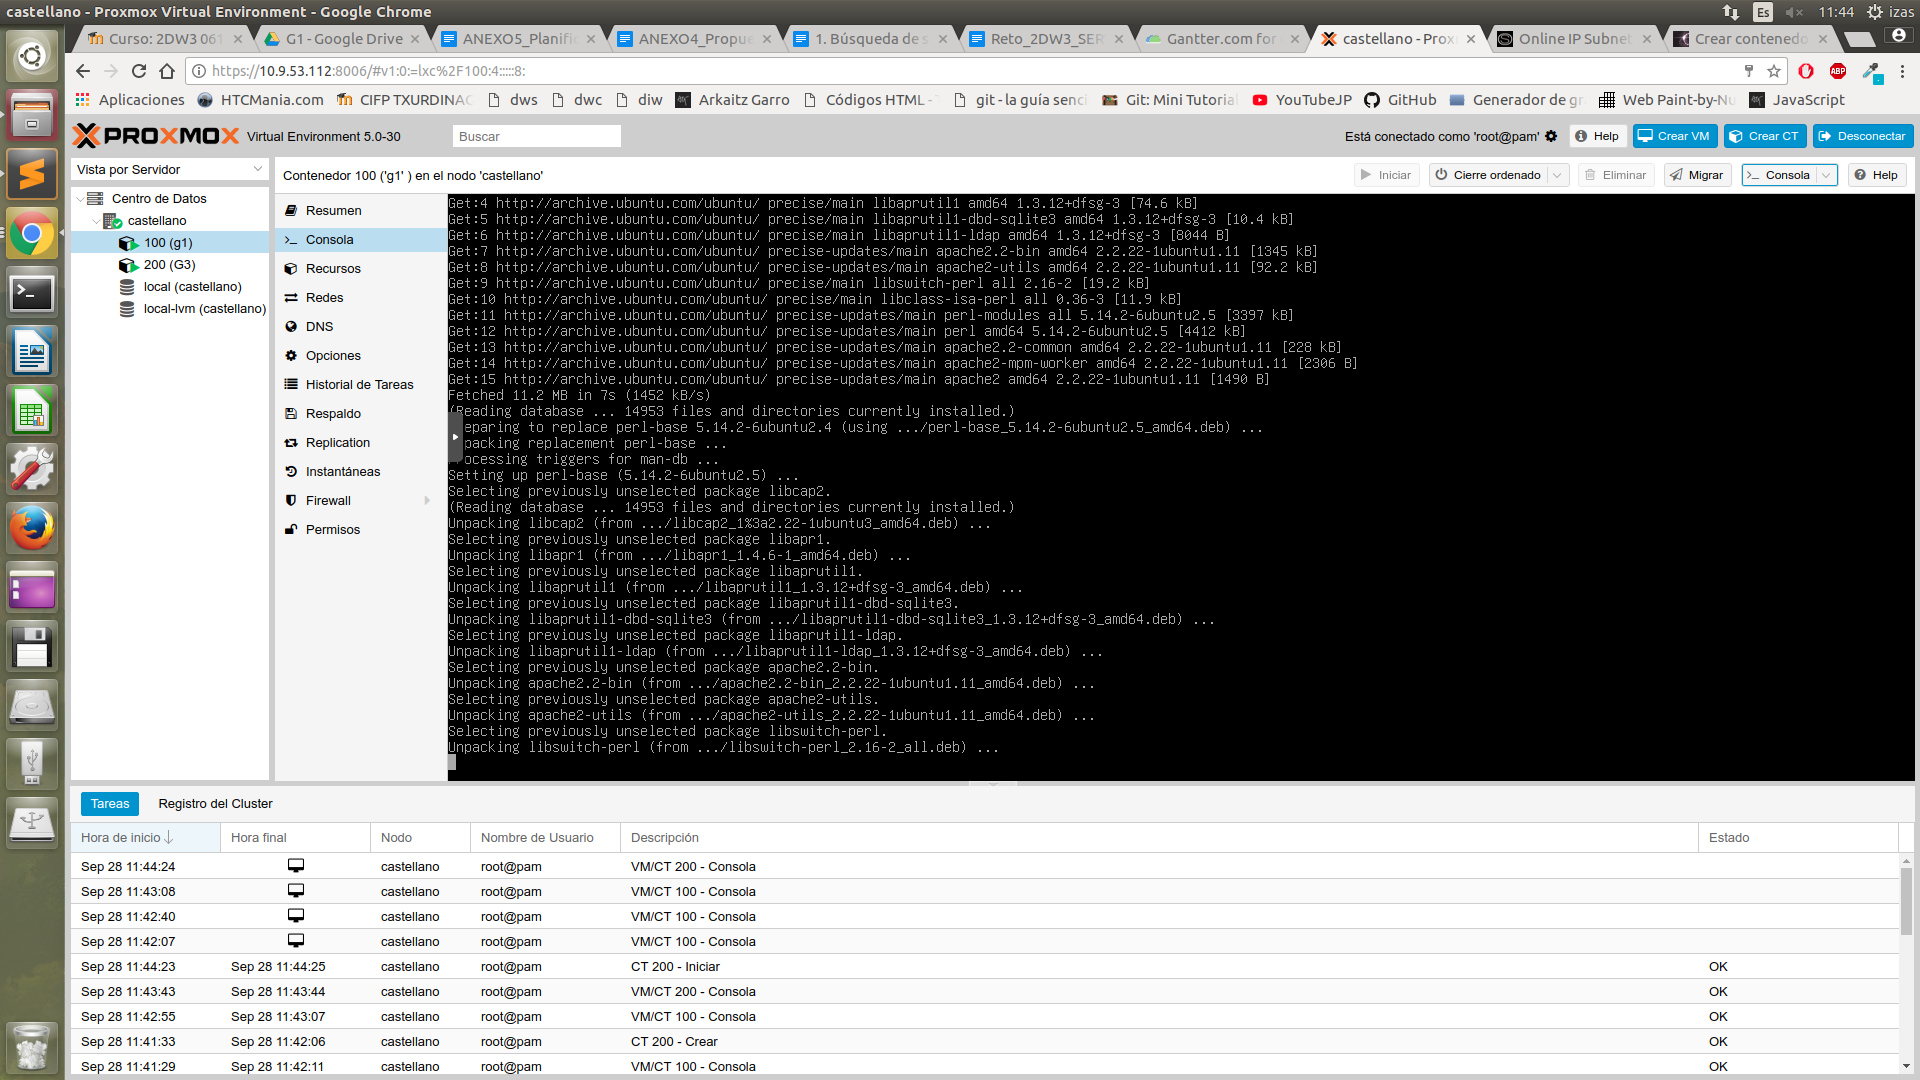 castellano - Proxmox Virtual Environment - Google Chrome
Es 11:44 izas
Curso: 2DW3 061
G1 - Google Drive
ANEXO5_Planifi
ANEXO4_Propue
1. Búsqueda de s
Reto_2DW3_SER
Gantter.com for
castellano - Prox
Online IP Subnet
Crear contenedo
https://10.9.53.112:8006/#v1:0:=lxc%2F100:4:::::8:
ABP
Aplicaciones HTCMania.com CIFP TXURDINAC dws dwc diw Arkaitz Garro Códigos HTML - git - la guía senci Git: Mini Tutorial YouTubeJP GitHub Generador de gr Web Paint-by-Nu JavaScript
PROXMOX Virtual Environment 5.0-30
Buscar
Está conectado como 'root@pam' Help Crear VM Crear CT Desconectar
Vista por Servidor
Contenedor 100 ('g1' ) en el nodo 'castellano'
Iniciar Cierre ordenado Eliminar Migrar Consola Help
Centro de Datos
castellano
100 (g1)
200 (G3)
local (castellano)
local-lvm (castellano)
Resumen
Consola
Recursos
Redes
DNS
Opciones
Historial de Tareas
Respaldo
Replication
Instantáneas
Firewall
Permisos
Get:4 http://archive.ubuntu.com/ubuntu/ precise/main libaprutil1 amd64 1.3.12+dfsg-3 [74.6 kB]
Get:5 http://archive.ubuntu.com/ubuntu/ precise/main libaprutil1-dbd-sqlite3 amd64 1.3.12+dfsg-3 [10.4 kB]
Get:6 http://archive.ubuntu.com/ubuntu/ precise/main libaprutil1-ldap amd64 1.3.12+dfsg-3 [8044 B]
Get:7 http://archive.ubuntu.com/ubuntu/ precise-updates/main apache2.2-bin amd64 2.2.22-1ubuntu1.11 [1345 kB]
Get:8 http://archive.ubuntu.com/ubuntu/ precise-updates/main apache2-utils amd64 2.2.22-1ubuntu1.11 [92.2 kB]
Get:9 http://archive.ubuntu.com/ubuntu/ precise/main libswitch-perl all 2.16-2 [19.2 kB]
Get:10 http://archive.ubuntu.com/ubuntu/ precise/main libclass-isa-perl all 0.36-3 [11.9 kB]
Get:11 http://archive.ubuntu.com/ubuntu/ precise-updates/main perl-modules all 5.14.2-6ubuntu2.5 [3397 kB]
Get:12 http://archive.ubuntu.com/ubuntu/ precise-updates/main perl amd64 5.14.2-6ubuntu2.5 [4412 kB]
Get:13 http://archive.ubuntu.com/ubuntu/ precise-updates/main apache2.2-common amd64 2.2.22-1ubuntu1.11 [228 kB]
Get:14 http://archive.ubuntu.com/ubuntu/ precise-updates/main apache2-mpm-worker amd64 2.2.22-1ubuntu1.11 [2306 B]
Get:15 http://archive.ubuntu.com/ubuntu/ precise-updates/main apache2 amd64 2.2.22-1ubuntu1.11 [1490 B]
Fetched 11.2 MB in 7s (1452 kB/s)
(Reading database ... 14953 files and directories currently installed.)
eparing to replace perl-base 5.14.2-6ubuntu2.4 (using .../perl-base_5.14.2-6ubuntu2.5_amd64.deb) ...
packing replacement perl-base ...
ocessing triggers for man-db ...
Setting up perl-base (5.14.2-6ubuntu2.5) ...
Selecting previously unselected package libcap2.
(Reading database ... 14953 files and directories currently installed.)
Unpacking libcap2 (from .../libcap2_1%3a2.22-1ubuntu3_amd64.deb) ...
Selecting previously unselected package libapr1.
Unpacking libapr1 (from .../libapr1_1.4.6-1_amd64.deb) ...
Selecting previously unselected package libaprutil1.
Unpacking libaprutil1 (from .../libaprutil1_1.3.12+dfsg-3_amd64.deb) ...
Selecting previously unselected package libaprutil1-dbd-sqlite3.
Unpacking libaprutil1-dbd-sqlite3 (from .../libaprutil1-dbd-sqlite3_1.3.12+dfsg-3_amd64.deb) ...
Selecting previously unselected package libaprutil1-ldap.
Unpacking libaprutil1-ldap (from .../libaprutil1-ldap_1.3.12+dfsg-3_amd64.deb) ...
Selecting previously unselected package apache2.2-bin.
Unpacking apache2.2-bin (from .../apache2.2-bin_2.2.22-1ubuntu1.11_amd64.deb) ...
Selecting previously unselected package apache2-utils.
Unpacking apache2-utils (from .../apache2-utils_2.2.22-1ubuntu1.11_amd64.deb) ...
Selecting previously unselected package libswitch-perl.
Unpacking libswitch-perl (from .../libswitch-perl_2.16-2_all.deb) ...
Tareas Registro del Cluster
Hora de inicio Hora final Nodo Nombre de Usuario Descripción Estado
Sep 28 11:44:24 castellano root@pam VM/CT 200 - Consola
Sep 28 11:43:08 castellano root@pam VM/CT 100 - Consola
Sep 28 11:42:40 castellano root@pam VM/CT 100 - Consola
Sep 28 11:42:07 castellano root@pam VM/CT 100 - Consola
Sep 28 11:44:23 Sep 28 11:44:25 castellano root@pam CT 200 - Iniciar OK
Sep 28 11:43:43 Sep 28 11:43:44 castellano root@pam VM/CT 200 - Consola OK
Sep 28 11:42:55 Sep 28 11:43:07 castellano root@pam VM/CT 100 - Consola OK
Sep 28 11:41:33 Sep 28 11:42:06 castellano root@pam CT 200 - Crear OK
Sep 28 11:41:29 Sep 28 11:42:11 castellano root@pam VM/CT 100 - Consola OK